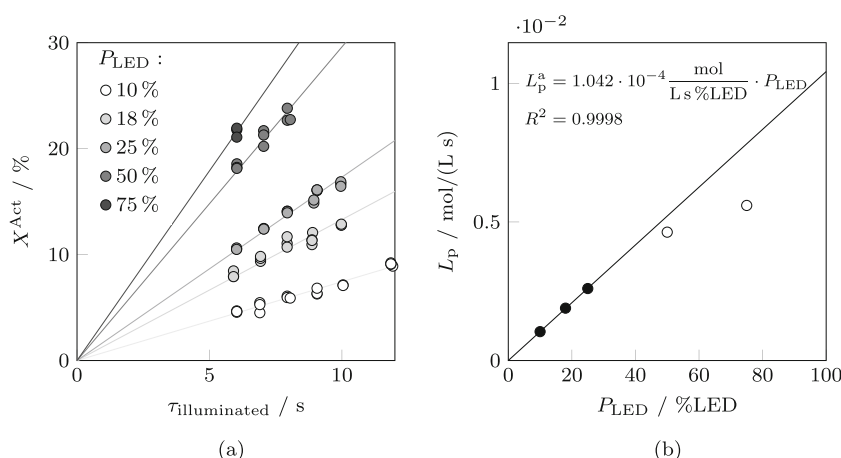 30
20
10
0
0
5
10
X^Act / %
τ_illuminated / s
P_LED :
10 %
18 %
25 %
50 %
75 %
(a)
·10^−2
1
0.5
0
0
20
40
60
80
100
L_p / mol/(L s)
P_LED / %LED
L_p^a = 1.042 · 10^−4 mol / (L s %LED) · P_LED
R^2 = 0.9998
(b)